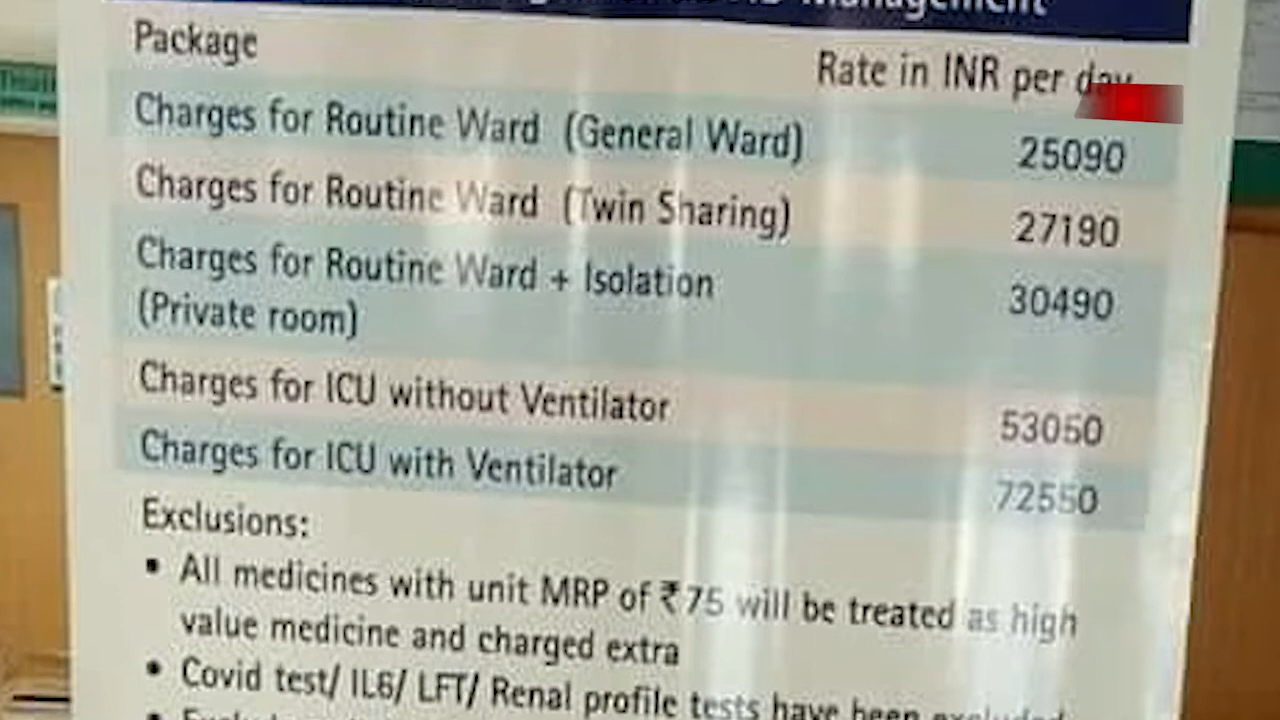 Management
Package
Rate in INR per day
Charges for Routine Ward (General Ward) 25090
Charges for Routine Ward (Twin Sharing) 27190
Charges for Routine Ward + Isolation 30490
(Private room)
Charges for ICU without Ventilator 53050
Charges for ICU with Ventilator 72550
Exclusions:
• All medicines with unit MRP of ₹75 will be treated as high
value medicine and charged extra
• Covid test/ IL6/ LFT/ Renal profile tests have been excluded